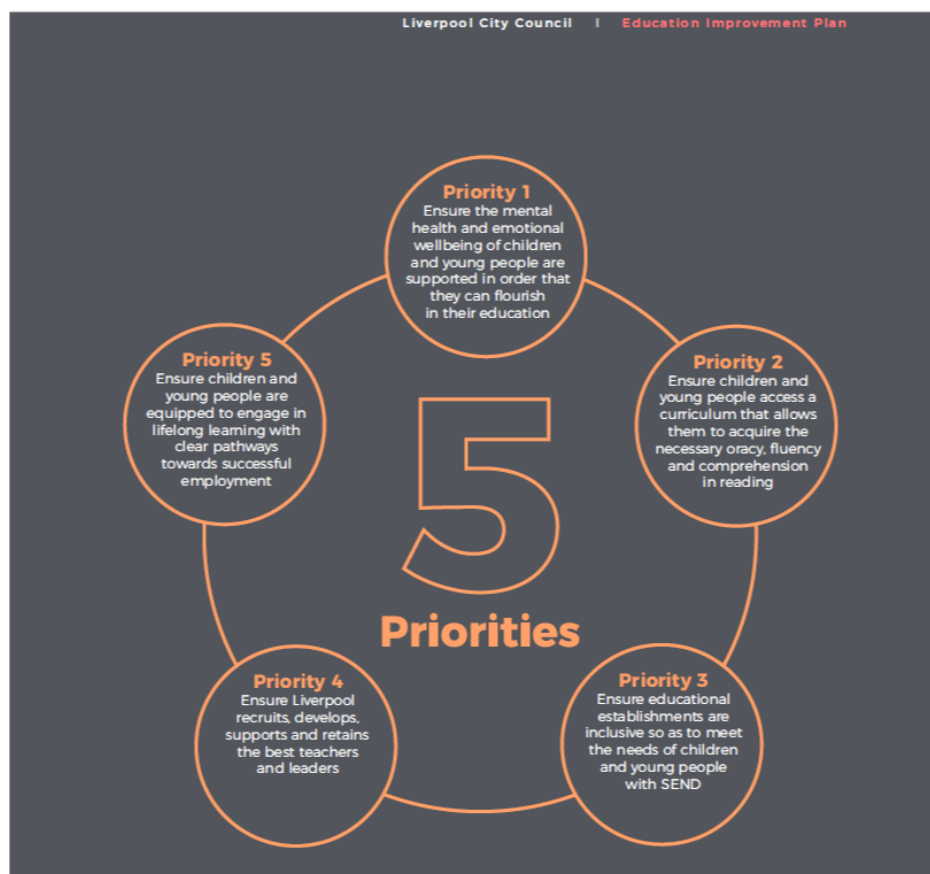 Liverpool City Council | Education Improvement Plan
Priority 1
Ensure the mental
health and emotional
wellbeing of children
and young people are
supported in order that
they can flourish
in their education
Priority 2
Ensure children and
young people access a
curriculum that allows
them to acquire the
necessary oracy, fluency
and comprehension
in reading
Priority 3
Ensure educational
establishments are
inclusive so as to meet
the needs of children
and young people
with SEND
Priority 4
Ensure Liverpool
recruits, develops,
supports and retains
the best teachers
and leaders
Priority 5
Ensure children and
young people are
equipped to engage in
lifelong learning with
clear pathways
towards successful
employment
5
Priorities